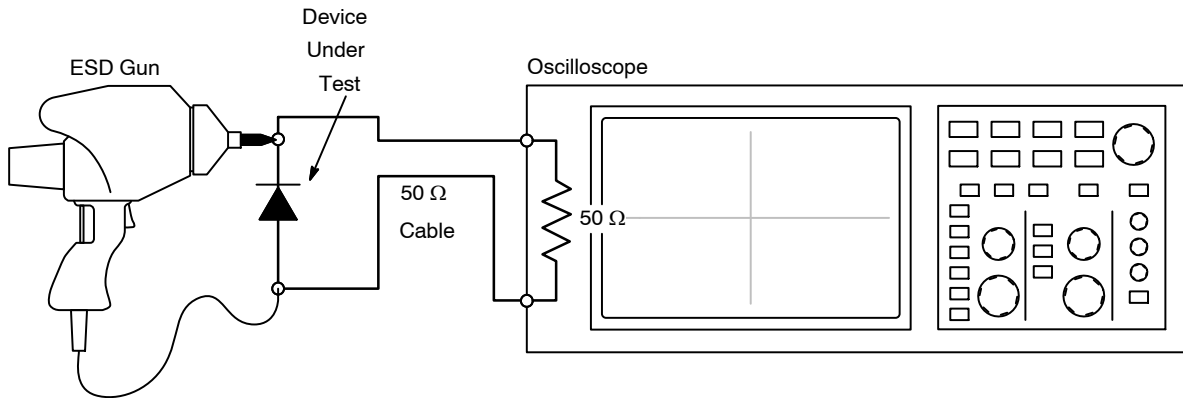 Device
Under
Test
ESD Gun
Oscilloscope
50 Ω
Cable
50 Ω